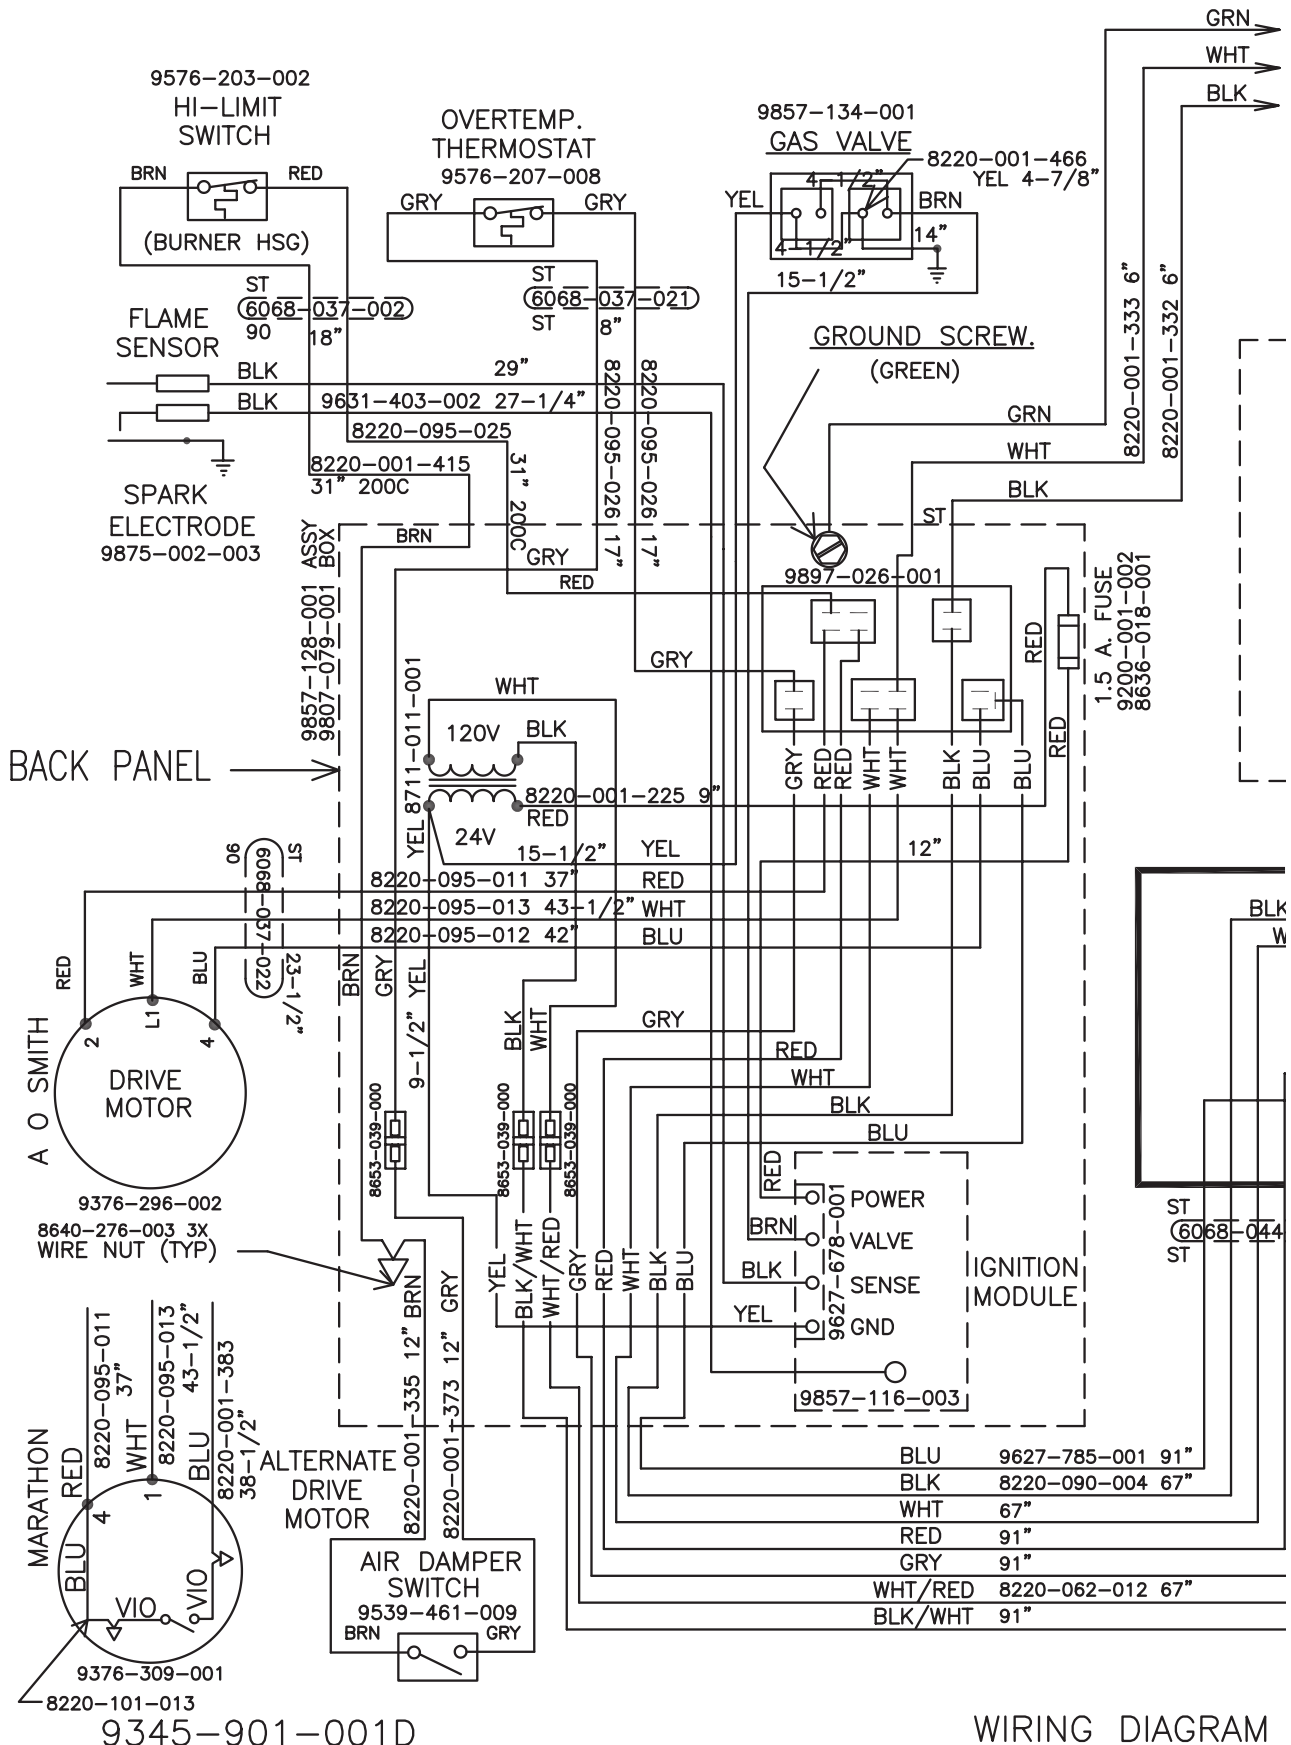 GRN
WHT
BLK
9576-203-002
HI-LIMIT
SWITCH
BRN
RED
(BURNER HSG)
OVERTEMP.
THERMOSTAT
9576-207-008
GRY
GRY
9857-134-001
GAS VALVE
8220-001-466
YEL 4-7/8"
4-1/2"
YEL
BRN
14"
4-1/2"
15-1/2"
ST
6068-037-002
90
18"
ST
6068-037-021
ST
8"
FLAME
SENSOR
BLK
29"
BLK
9631-403-002 27-1/4"
8220-095-025
31" 200C
8220-001-415
31" 200C
8220-095-026 17"
8220-095-026 17"
GROUND SCREW.
(GREEN)
8220-001-333 6"
8220-001-332 6"
GRN
WHT
BLK
SPARK
ELECTRODE
9875-002-003
9857-128-001 ASSY
9807-079-001 BOX
BRN
GRY
RED
ST
9897-026-001
RED
1.5 A. FUSE
9200-001-002
8636-018-001
GRY
RED
WHT
120V
BLK
YEL 8711-011-001
24V
8220-001-225 9"
RED
15-1/2"
YEL
GRY
RED
RED
WHT
WHT
BLK
BLU
BLU
12"
BACK PANEL
8220-095-011 37"
RED
8220-095-013 43-1/2"
WHT
8220-095-012 42"
BLU
ST
6068-037-022
90
23-1/2"
RED
WHT
BLU
2
L1
4
A O SMITH
DRIVE
MOTOR
9376-296-002
8640-276-003 3X
WIRE NUT (TYP)
BRN
GRY
9-1/2" YEL
BLK
WHT
8653-039-000
8653-039-000
8653-039-000
GRY
RED
WHT
BLK
BLU
RED
BRN
BLK
YEL
POWER
VALVE
SENSE
GND
9627-678-001
IGNITION
MODULE
9857-116-003
YEL
BLK/WHT
WHT/RED
GRY
RED
WHT
BLK
BLU
8220-001-335 12" BRN
8220-001-373 12" GRY
BLK
W
ST
6068-044
ST
MARATHON
RED
8220-095-011
37"
WHT
8220-095-013
43-1/2"
BLU
8220-001-383
38-1/2"
4
1
BLU
VIO
VIO
9376-309-001
8220-101-013
ALTERNATE
DRIVE
MOTOR
AIR DAMPER
SWITCH
9539-461-009
BRN
GRY
BLU 9627-785-001 91"
BLK 8220-090-004 67"
WHT 67"
RED 91"
GRY 91"
WHT/RED 8220-062-012 67"
BLK/WHT 91"
9345-901-001D
WIRING DIAGRAM